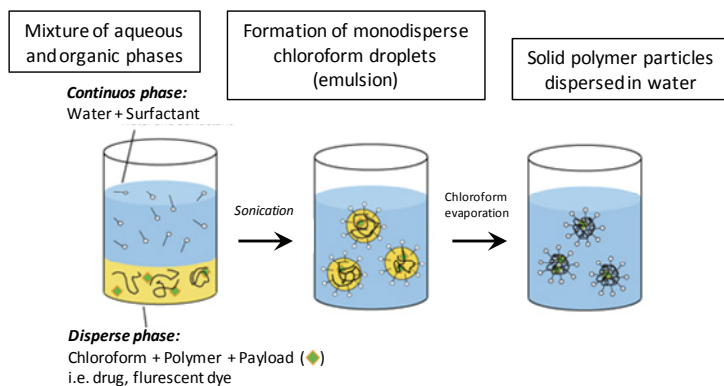 Mixture of aqueous
and organic phases
Formation of monodisperse
chloroform droplets
(emulsion)
Solid polymer particles
dispersed in water
Continuos phase:
Water + Surfactant
Sonication
Chloroform
evaporation
Disperse phase:
Chloroform + Polymer + Payload ( )
i.e. drug, flurescent dye